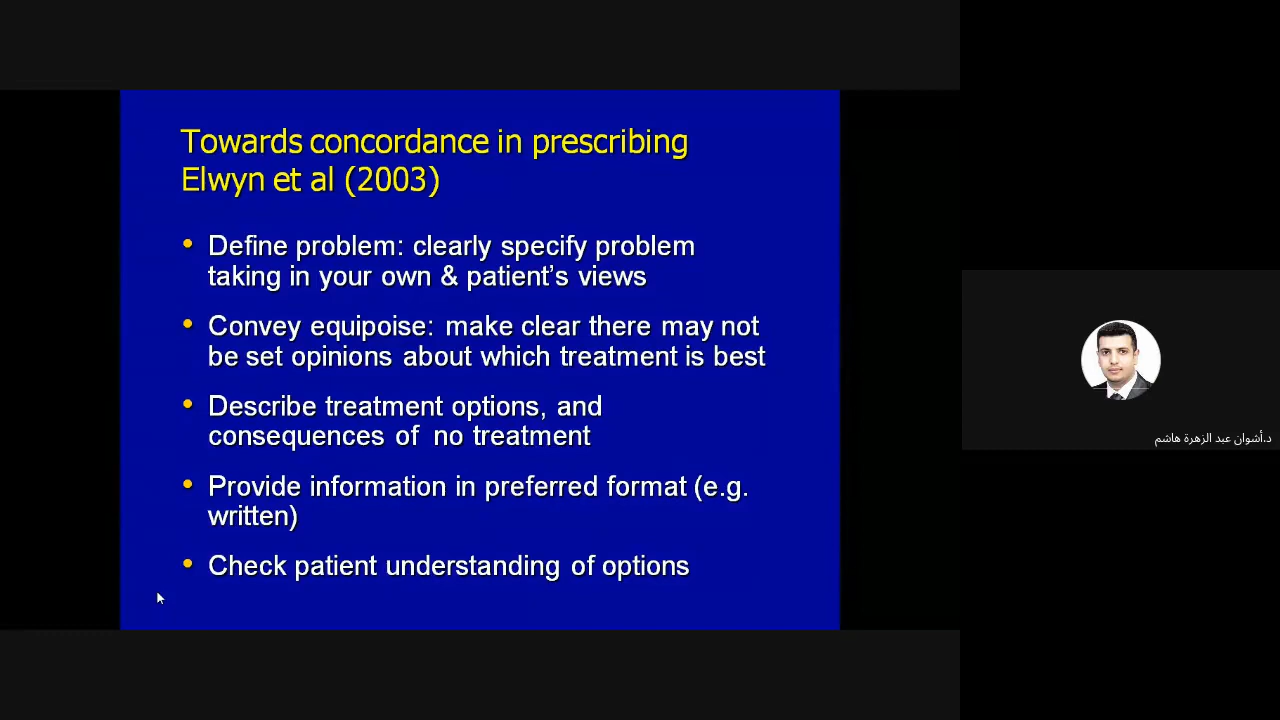 Towards concordance in prescribing
Elwyn et al (2003)
• Define problem: clearly specify problem
taking in your own & patient’s views
• Convey equipoise: make clear there may not
be set opinions about which treatment is best
• Describe treatment options, and
consequences of no treatment
• Provide information in preferred format (e.g.
written)
• Check patient understanding of options
د.أشوان عبد الزهرة هاشم